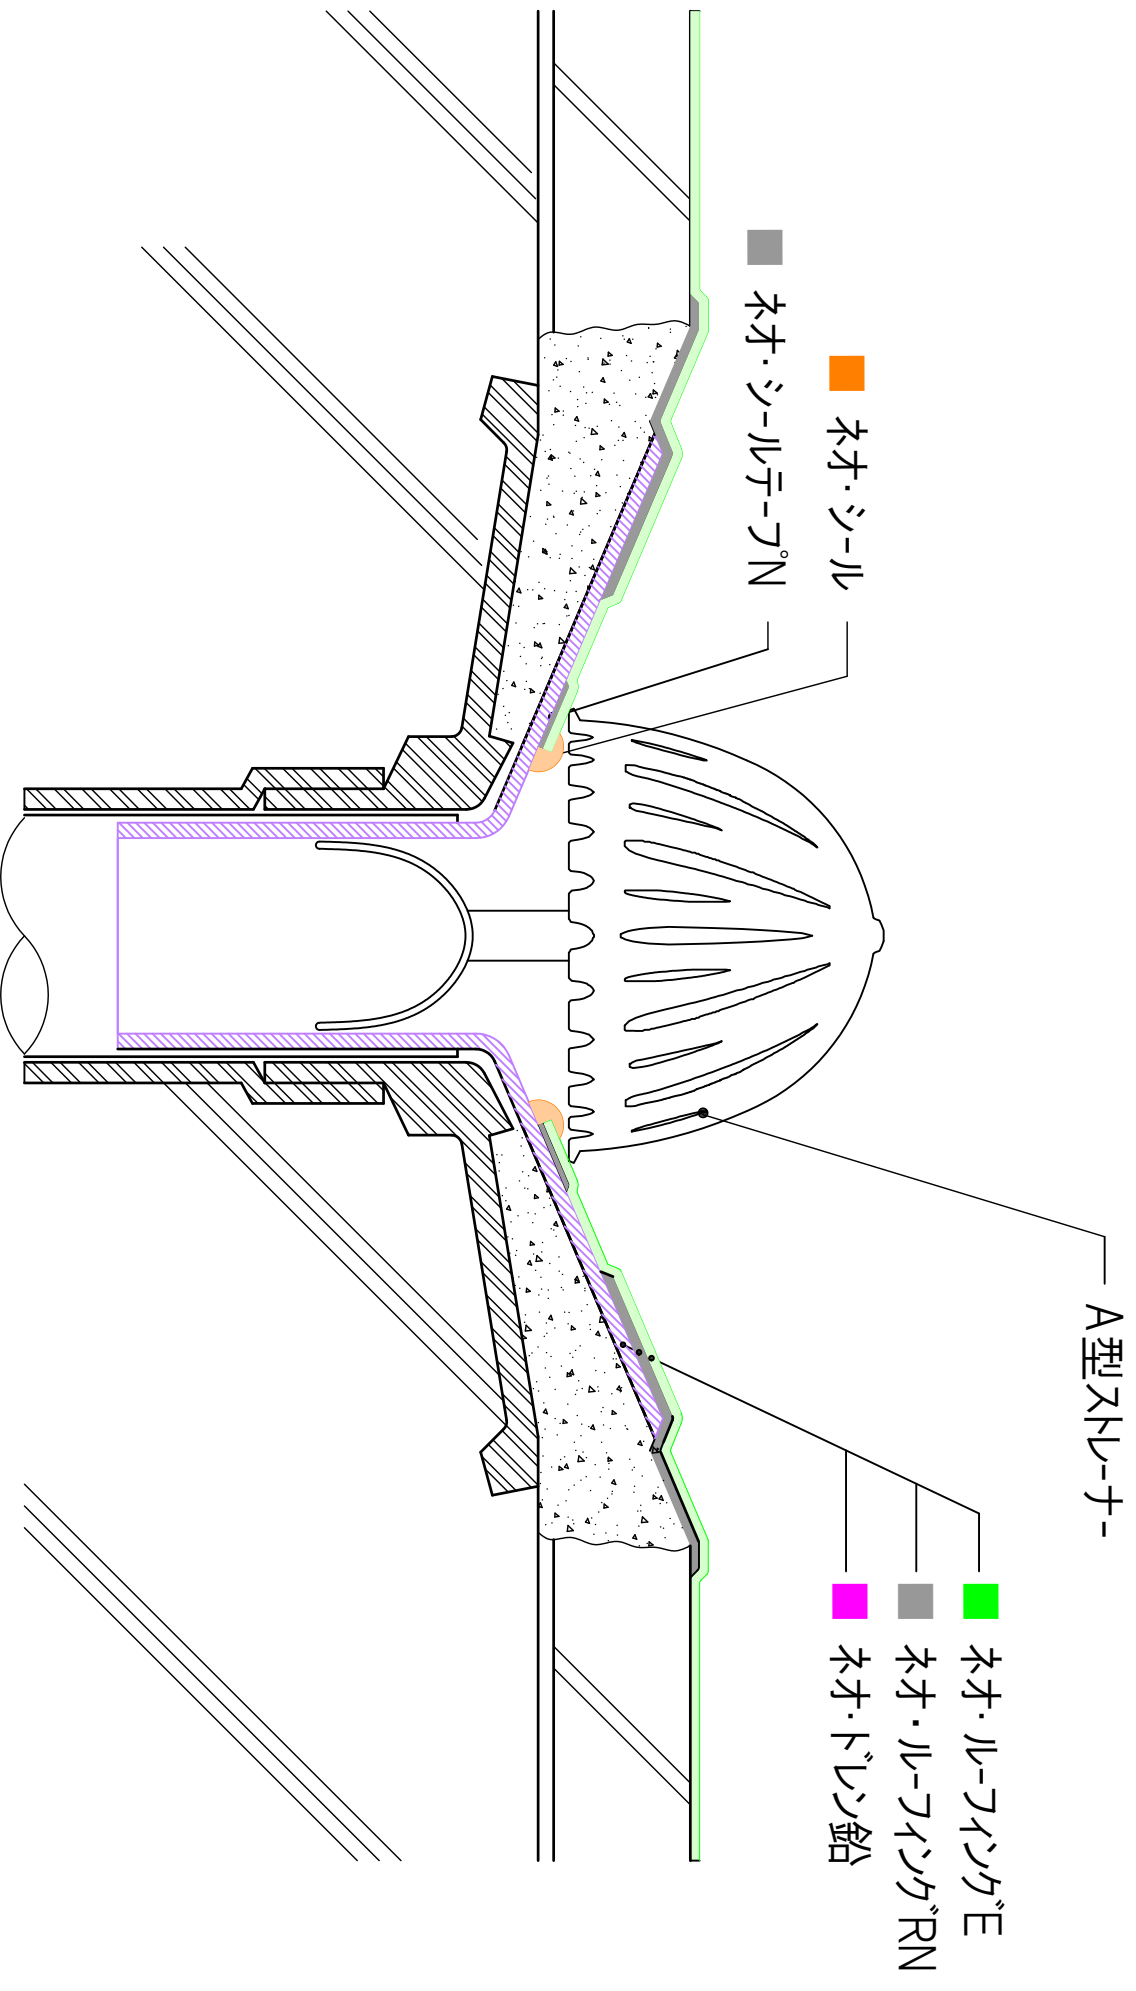 ネオ・シール
ネオ・シールテープN
A型ストレーナー
ネオ・ルーフィングE
ネオ・ルーフィングRN
ネオ・ドレン鉛